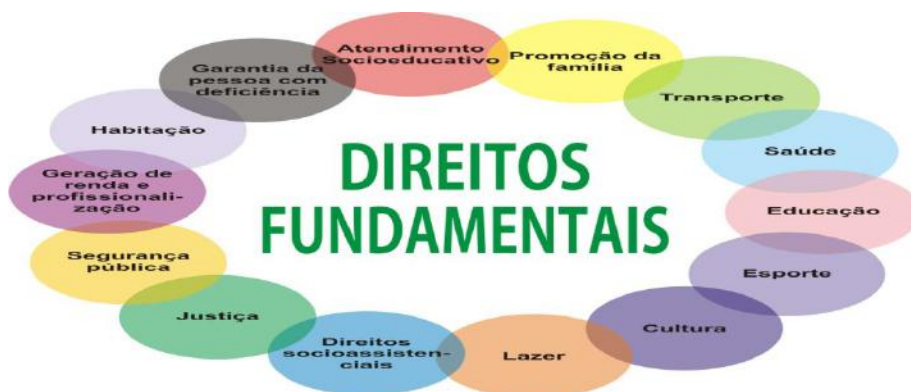 Atendimento
Socioeducativo
Promoção da
família
Transporte
Saúde
Educação
Esporte
Cultura
Lazer
Direitos
socioassisten-
ciais
Justiça
Segurança
pública
Geração de
renda e
profissionali-
zação
Habitação
Garantia da
pessoa com
deficiência
DIREITOS
FUNDAMENTAIS